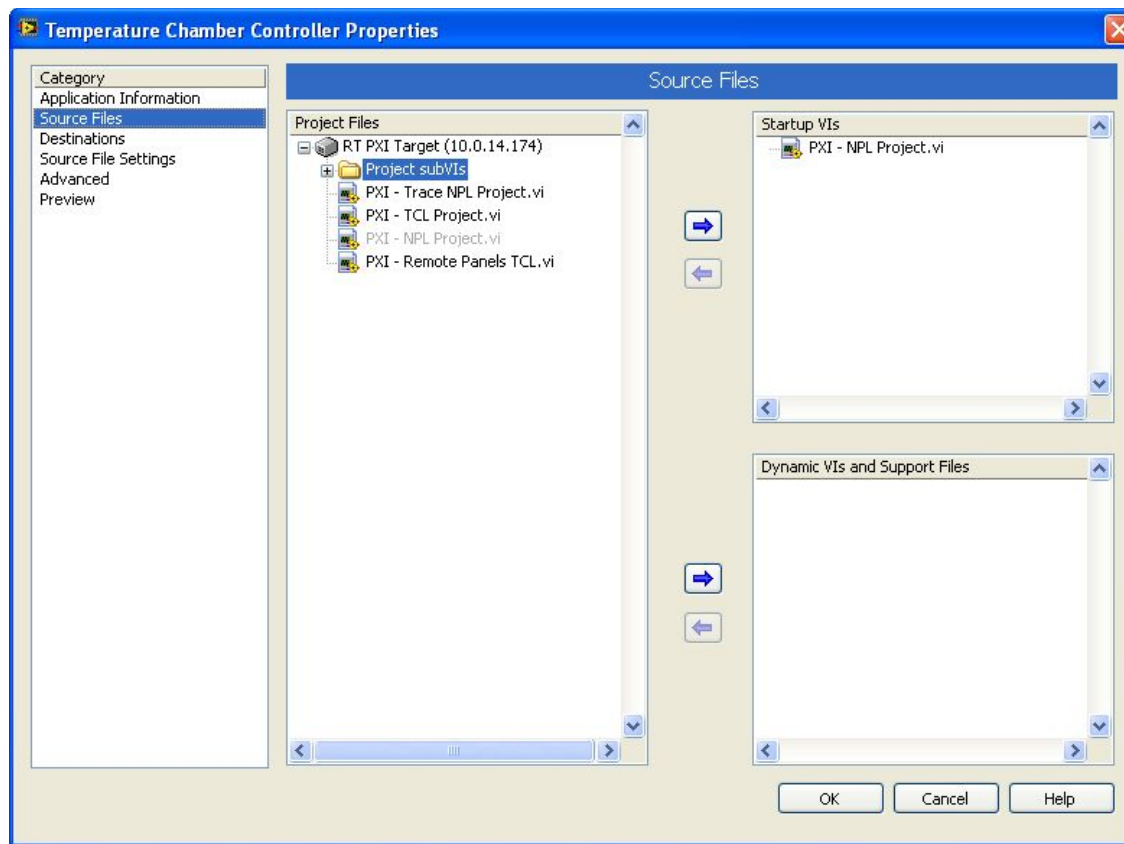 Temperature Chamber Controller Properties
Category
Application Information
Source Files
Destinations
Source File Settings
Advanced
Preview
Source Files
Project Files
RT PXI Target (10.0.14.174)
Project subVIs
PXI - Trace NPL Project.vi
PXI - TCL Project.vi
PXI - NPL Project.vi
PXI - Remote Panels TCL.vi
Startup VIs
PXI - NPL Project.vi
Dynamic VIs and Support Files
OK
Cancel
Help